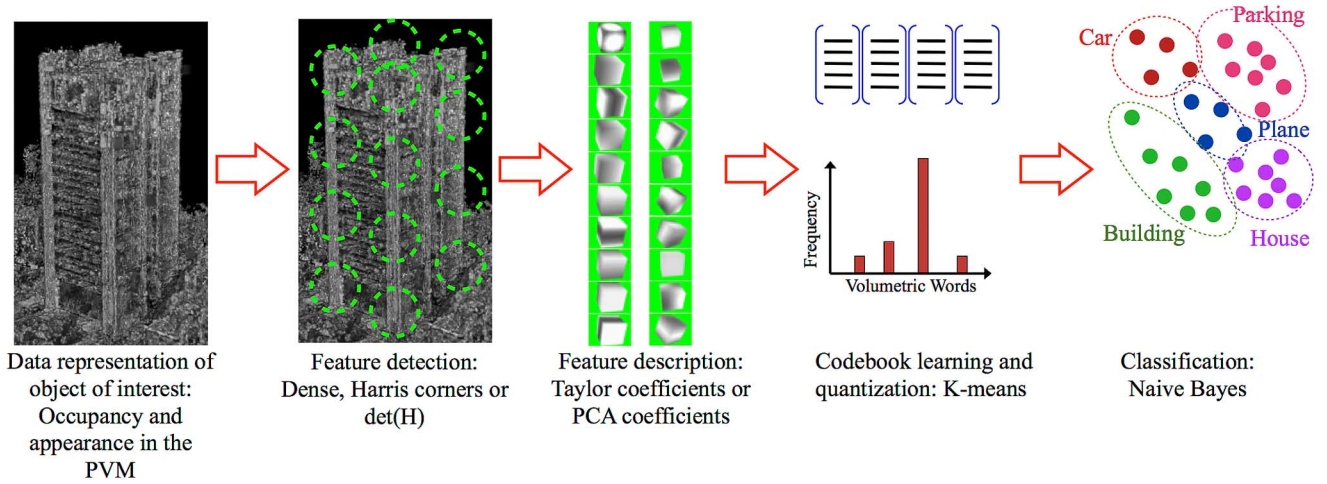 Data representation of
object of interest:
Occupancy and
appearance in the
PVM
Feature detection:
Dense, Harris corners or
det(H)
Feature description:
Taylor coefficients or
PCA coefficients
Frequency
Volumetric Words
Codebook learning and
quantization: K-means
Car
Parking
Plane
Building
House
Classification:
Naive Bayes